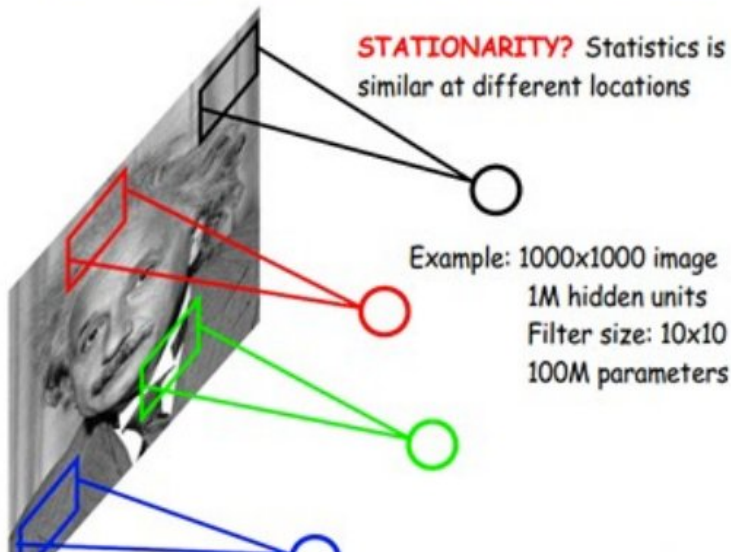 STATIONARITY? Statistics is
similar at different locations
Example: 1000x1000 image
1M hidden units
Filter size: 10x10
100M parameters